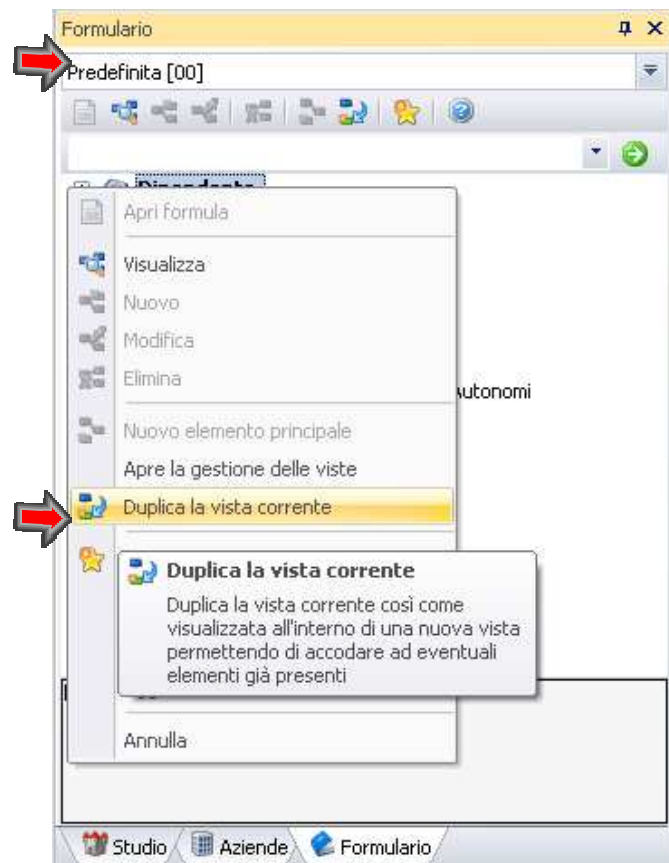 Formulario
Predefinita [00]
Dipendente
Apri formula
Visualizza
Nuovo
Modifica
Elimina
Autonomi
Nuovo elemento principale
Apre la gestione delle viste
Duplica la vista corrente
Duplica la vista corrente
Duplica la vista corrente così come
visualizzata all'interno di una nuova vista
permettendo di accodare ad eventuali
elementi già presenti
Annulla
Studio Aziende Formulario